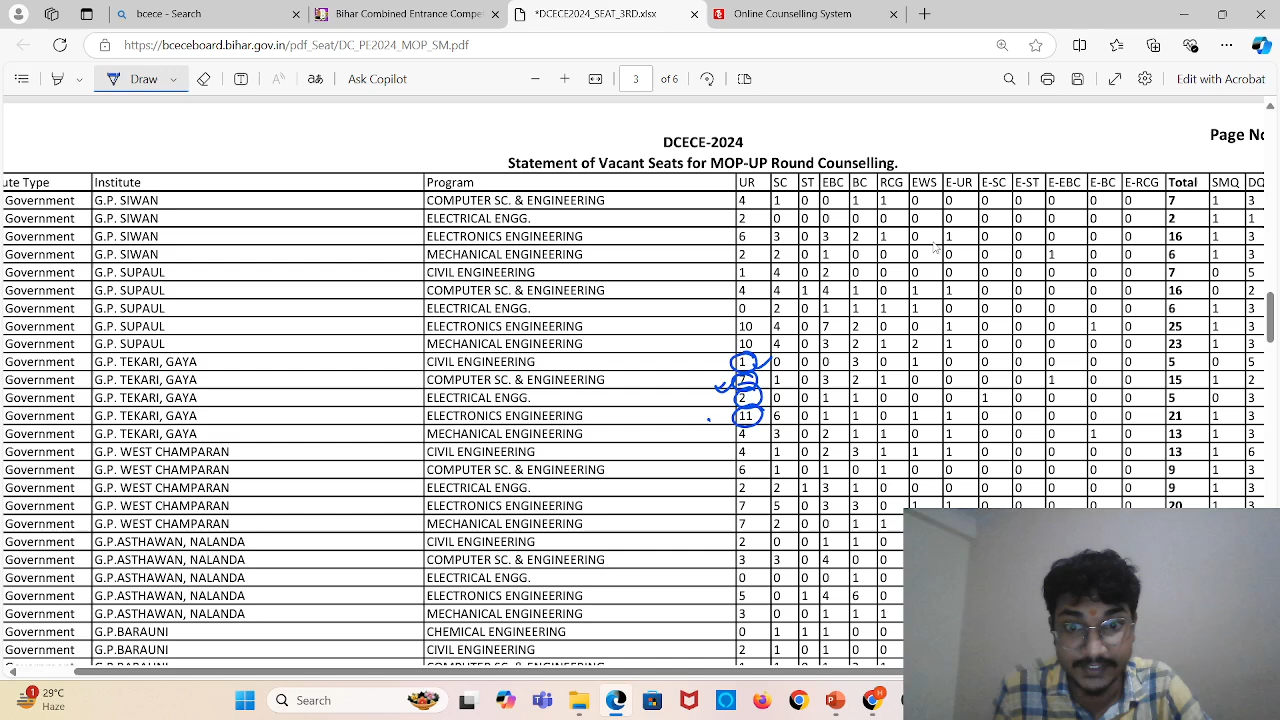 bcece - Search
Bihar Combined Entrance Compet
*DCECE2024_SEAT_3RD.xlsx
Online Counselling System
https://bceceboard.bihar.gov.in/pdf_Seat/DC_PE2024_MOP_SM.pdf
Draw
Ask Copilot
3 of 6
Edit with Acrobat
DCECE-2024
Page No
Statement of Vacant Seats for MOP-UP Round Counselling.
ute Type Institute Program UR SC ST EBC BC RCG EWS E-UR E-SC E-ST E-EBC E-BC E-RCG Total SMQ DQ
Government G.P. SIWAN COMPUTER SC. & ENGINEERING 4 1 0 0 1 1 0 0 0 0 0 0 0 7 1 3
Government G.P. SIWAN ELECTRICAL ENGG. 2 0 0 0 0 0 0 0 0 0 0 0 0 2 1 1
Government G.P. SIWAN ELECTRONICS ENGINEERING 6 3 0 3 2 1 0 1 0 0 0 0 0 16 1 3
Government G.P. SIWAN MECHANICAL ENGINEERING 2 2 0 1 0 0 0 0 0 0 1 0 0 6 1 3
Government G.P. SUPAUL CIVIL ENGINEERING 1 4 0 2 0 0 0 0 0 0 0 0 0 7 0 5
Government G.P. SUPAUL COMPUTER SC. & ENGINEERING 4 4 1 4 1 0 1 1 0 0 0 0 0 16 0 2
Government G.P. SUPAUL ELECTRICAL ENGG. 0 2 0 1 1 1 1 0 0 0 0 0 0 6 1 3
Government G.P. SUPAUL ELECTRONICS ENGINEERING 10 4 0 7 2 0 0 1 0 0 0 1 0 25 1 3
Government G.P. SUPAUL MECHANICAL ENGINEERING 10 4 0 3 2 1 2 1 0 0 0 0 0 23 1 3
Government G.P. TEKARI, GAYA CIVIL ENGINEERING 1 0 0 0 3 0 1 0 0 0 0 0 0 5 0 5
Government G.P. TEKARI, GAYA COMPUTER SC. & ENGINEERING 1 0 3 2 1 0 0 0 0 1 0 0 15 1 2
Government G.P. TEKARI, GAYA ELECTRICAL ENGG. 2 0 0 1 1 0 0 0 1 0 0 0 0 5 0 3
Government G.P. TEKARI, GAYA ELECTRONICS ENGINEERING 11 6 0 1 1 0 1 1 0 0 0 0 0 21 1 3
Government G.P. TEKARI, GAYA MECHANICAL ENGINEERING 4 3 0 2 1 1 0 1 0 0 0 1 0 13 1 3
Government G.P. WEST CHAMPARAN CIVIL ENGINEERING 4 1 0 2 3 1 1 1 0 0 0 0 0 13 1 6
Government G.P. WEST CHAMPARAN COMPUTER SC. & ENGINEERING 6 1 0 1 0 1 0 0 0 0 0 0 0 9 1 3
Government G.P. WEST CHAMPARAN ELECTRICAL ENGG. 2 2 1 3 1 0 0 0 0 0 0 0 0 9 1 3
Government G.P. WEST CHAMPARAN ELECTRONICS ENGINEERING 7 5 0 3 3 0 1 1 0 0 0 0 0 20 1 3
Government G.P. WEST CHAMPARAN MECHANICAL ENGINEERING 7 2 0 0 1 1
Government G.P.ASTHAWAN, NALANDA CIVIL ENGINEERING 2 0 0 1 1 0
Government G.P.ASTHAWAN, NALANDA COMPUTER SC. & ENGINEERING 3 3 0 4 0 0
Government G.P.ASTHAWAN, NALANDA ELECTRICAL ENGG. 0 0 0 0 1 0
Government G.P.ASTHAWAN, NALANDA ELECTRONICS ENGINEERING 5 0 1 4 6 0
Government G.P.ASTHAWAN, NALANDA MECHANICAL ENGINEERING 3 0 0 1 1 1
Government G.P.BARAUNI CHEMICAL ENGINEERING 0 1 1 1 0 0
Government G.P.BARAUNI CIVIL ENGINEERING 2 1 0 1 0 0
Government G.P.BARAUNI COMPUTER SC. & ENGINEERING
1
29°C
Haze
Search